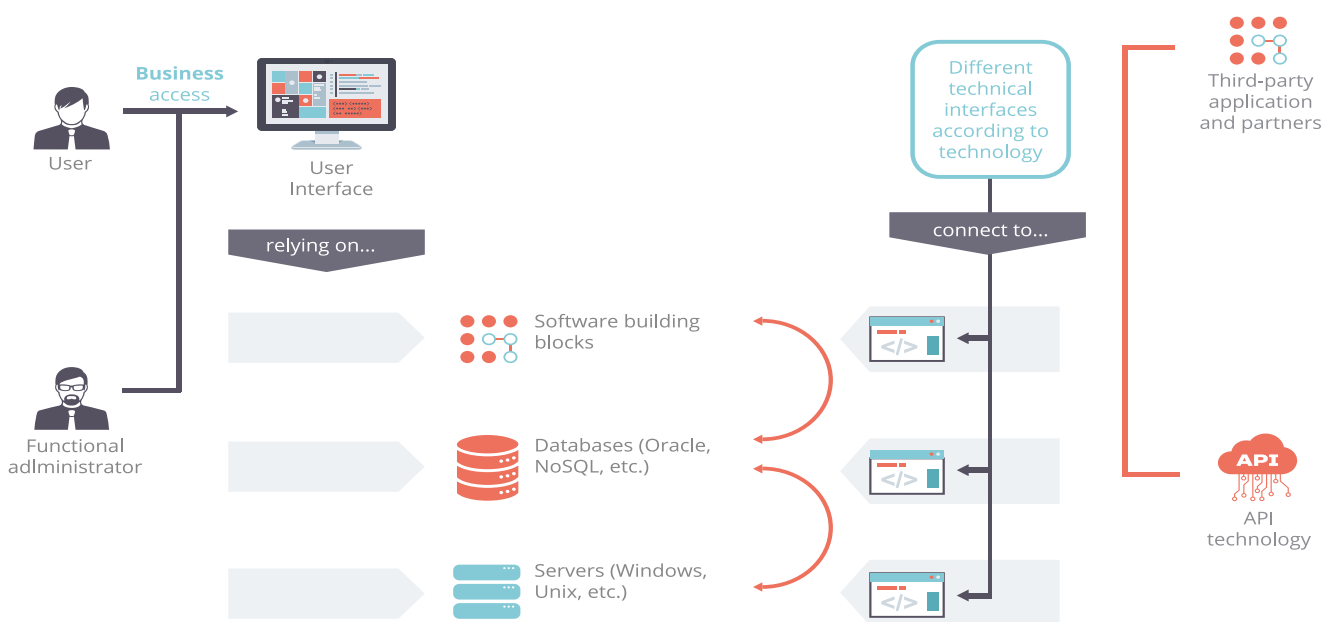 Business
access
User
User
Interface
relying on...
Different
technical
interfaces
according to
technology
connect to...
Third-party
application
and partners
Software building
blocks
</>
Functional
adlministrator
Databases (Oracle,
NoSQL, etc.)
</>
API
API
technology
Servers (Windows,
Unix, etc.)
</>